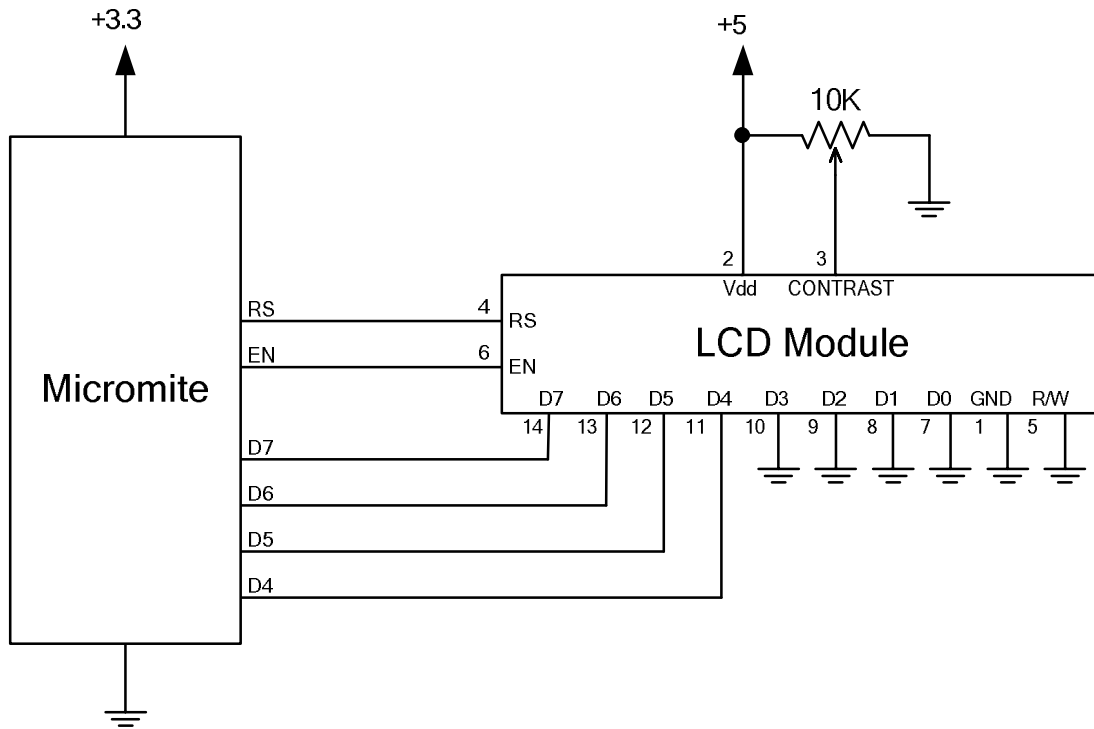 +3.3
+5
10K
2 3
Vdd CONTRAST
RS 4 RS
LCD Module
EN 6 EN
Micromite
D7 D6 D5 D4 D3 D2 D1 D0 GND R/W
14 13 12 11 10 9 8 7 1 5
D7
D6
D5
D4